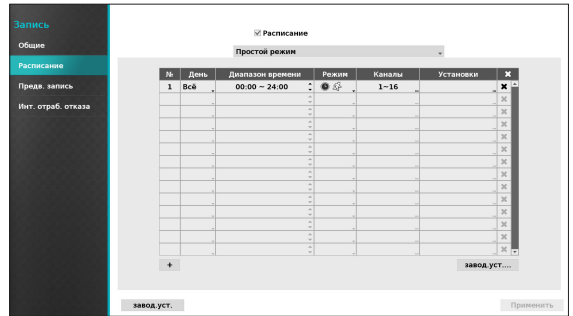 Запись
Общие
Расписание
Предв. запись
Инт. отраб. отказа
Расписание
Простой режим
№ День Диапазон времени Режим Каналы Установки
1 Всё 00:00 ~ 24:00 1~16
+ завод.уст....
завод.уст. Применить